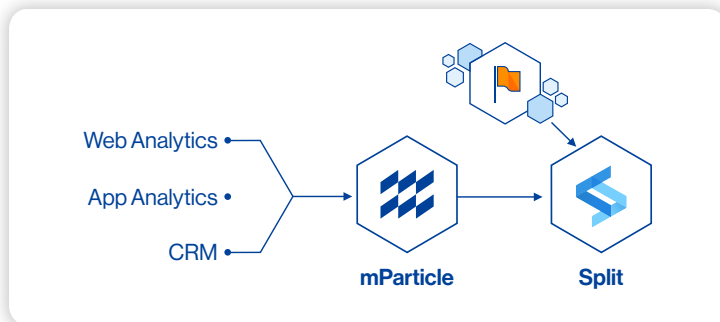 Web Analytics
App Analytics
CRM
mParticle
Split